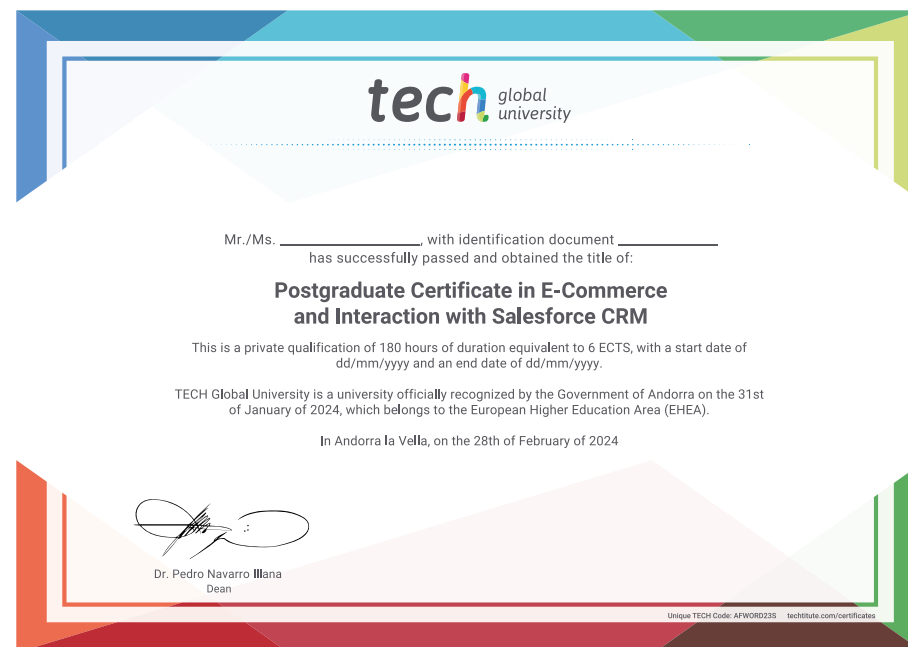 tech global university
Mr./Ms. ____________________, with identification document ______________
has successfully passed and obtained the title of:
Postgraduate Certificate in E-Commerce
and Interaction with Salesforce CRM
This is a private qualification of 180 hours of duration equivalent to 6 ECTS, with a start date of
dd/mm/yyyy and an end date of dd/mm/yyyy.
TECH Global University is a university officially recognized by the Government of Andorra on the 31st
of January of 2024, which belongs to the European Higher Education Area (EHEA).
In Andorra la Vella, on the 28th of February of 2024
Dr. Pedro Navarro Illana
Dean
Unique TECH Code: AFWORD23S techtitute.com/certificates